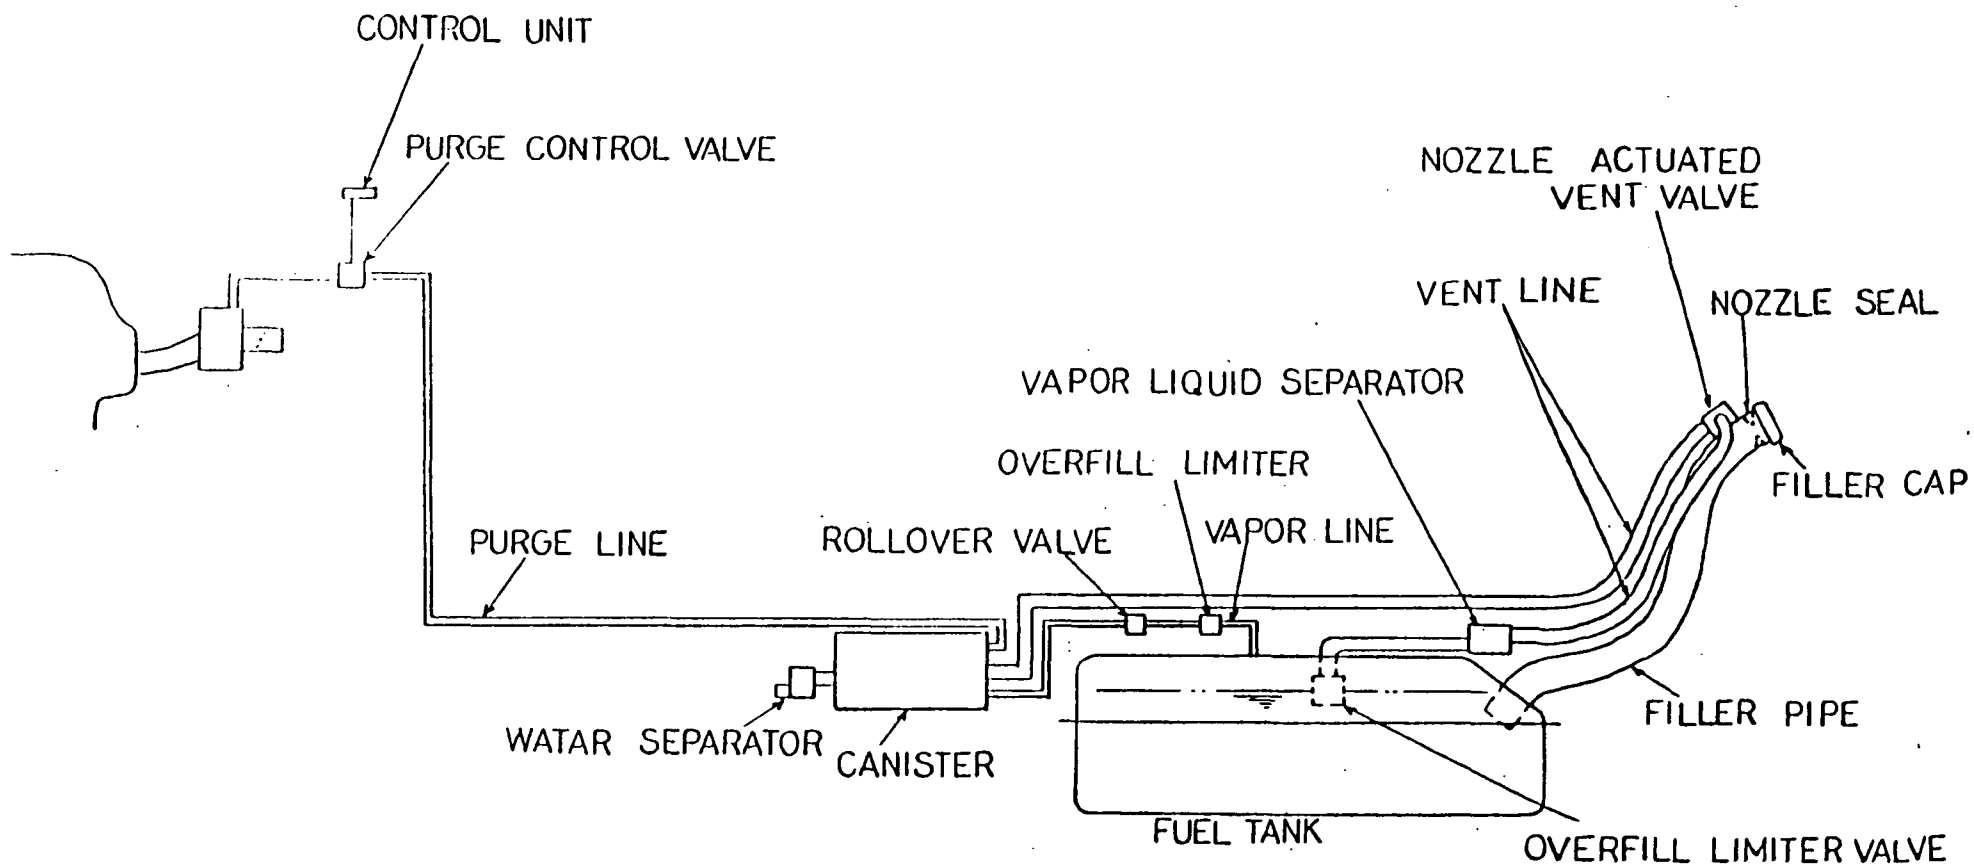 CONTROL UNIT
PURGE CONTROL VALVE
NOZZLE ACTUATED
VENT VALVE
VENT LINE
NOZZLE SEAL
VAPOR LIQUID SEPARATOR
OVERFILL LIMITER
FILLER CAP
PURGE LINE
ROLLOVER VALVE
VAPOR LINE
WATAR SEPARATOR
CANISTER
FILLER PIPE
FUEL TANK
OVERFILL LIMITER VALVE